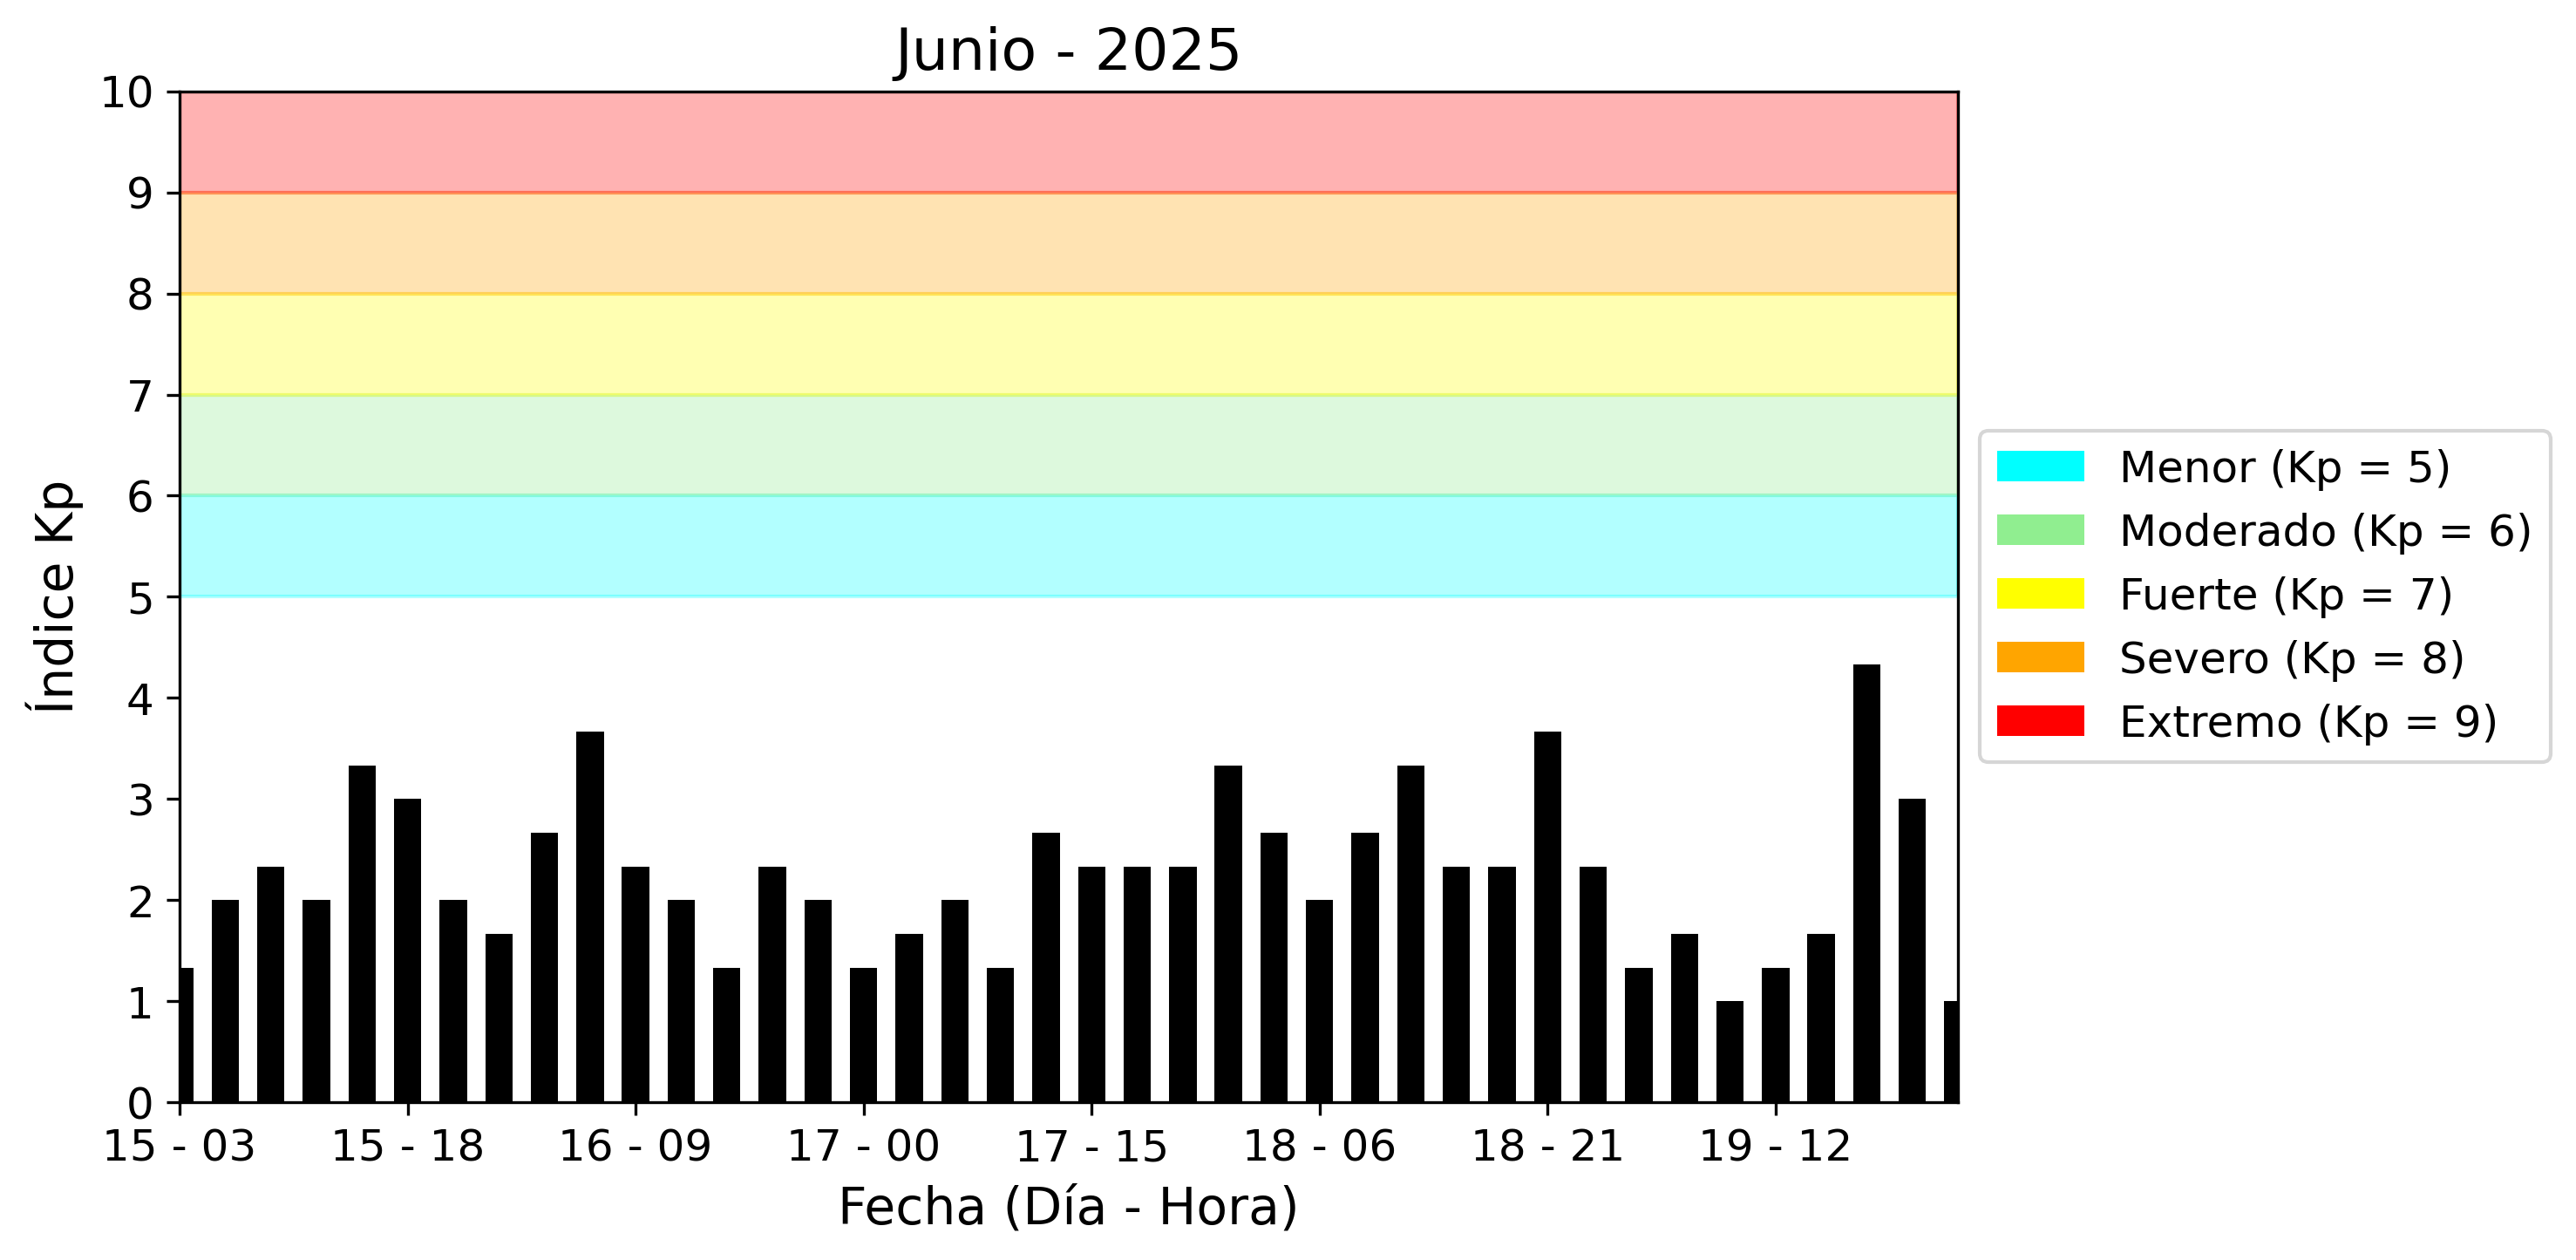 Junio - 2025
10
9
8
7
6
5
4
3
2
1
0
Índice Kp
15 - 03 15 - 18 16 - 09 17 - 00 17 - 15 18 - 06 18 - 21 19 - 12
Fecha (Día - Hora)
Menor (Kp = 5)
Moderado (Kp = 6)
Fuerte (Kp = 7)
Severo (Kp = 8)
Extremo (Kp = 9)